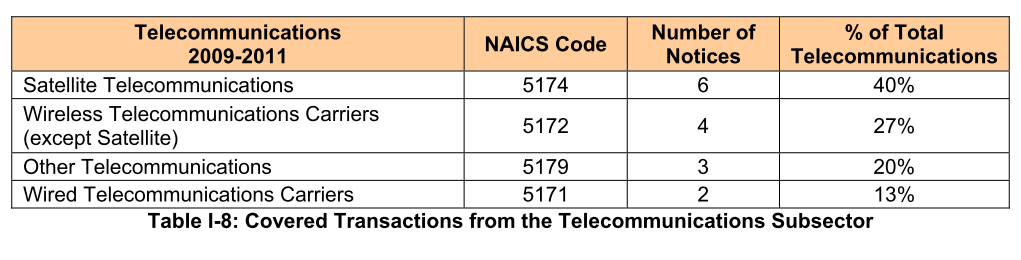 Telecommunications
2009-2011
NAICS Code
Number of
Notices
% of Total
Telecommunications
Satellite Telecommunications 5174 6 40%
Wireless Telecommunications Carriers
(except Satellite) 5172 4 27%
Other Telecommunications 5179 3 20%
Wired Telecommunications Carriers 5171 2 13%
Table I-8: Covered Transactions from the Telecommunications Subsector